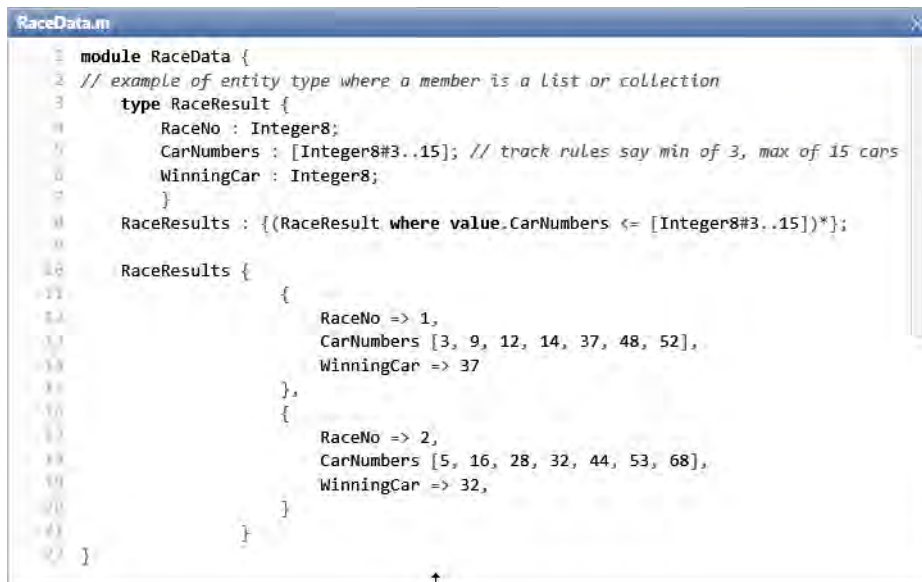 RaceData.m
1 module RaceData {
2 // example of entity type where a member is a list or collection
3 type RaceResult {
4 RaceNo : Integer8;
5 CarNumbers : [Integer8#3..15]; // track rules say min of 3, max of 15 cars
6 WinningCar : Integer8;
7 }
8 RaceResults : {(RaceResult where value.CarNumbers <= [Integer8#3..15])*};
9
10 RaceResults {
11 {
12 RaceNo => 1,
13 CarNumbers [3, 9, 12, 14, 37, 48, 52],
14 WinningCar => 37
15 },
16 {
17 RaceNo => 2,
18 CarNumbers [5, 16, 28, 32, 44, 53, 68],
19 WinningCar => 32,
20 }
21 }
22 }